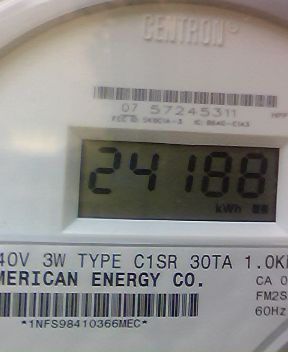 CENTRON®
07 57245311
24188
kWh
40V 3W TYPE C1SR 30TA 1.0K
MERICAN ENERGY CO.
CA 0
FM2S
60Hz
*1NFS98410366MEC*